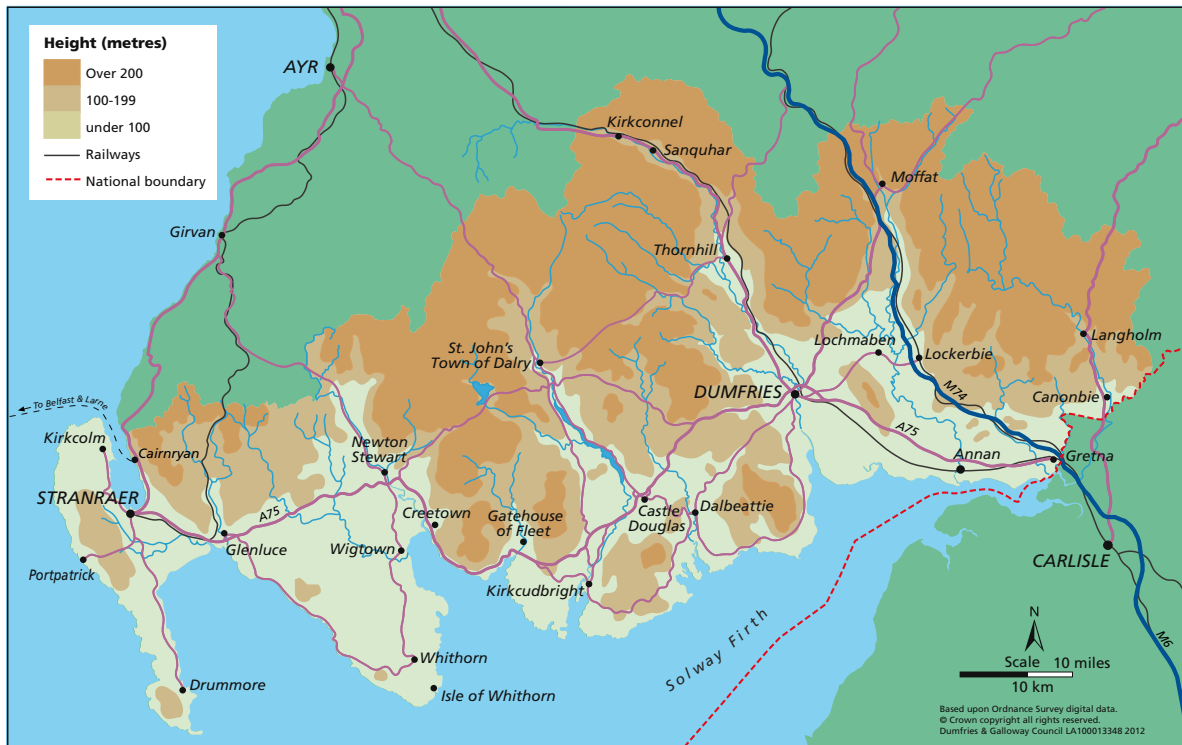 Height (metres)
Over 200
100-199
under 100
Railways
National boundary
AYR
Kirkconnel
Sanquhar
Moffat
Girvan
Thornhill
Langholm
Lochmaben
Lockerbie
St. John's
Town of Dalry
M74
DUMFRIES
Canonbie
To Belfast & Larne
Kirkcolm
Cairnryan
Newton
Stewart
A75
Annan
Gretna
STRANRAER
A75
Creetown
Gatehouse
of Fleet
Castle
Douglas
Dalbeattie
Glenluce
Wigtown
CARLISLE
Portpatrick
Kirkcudbright
Solway Firth
M6
N
Whithorn
Scale 10 miles
10 km
Drummore
Isle of Whithorn
Based upon Ordnance Survey digital data.
© Crown copyright all rights reserved.
Dumfries & Galloway Council LA100013348 2012